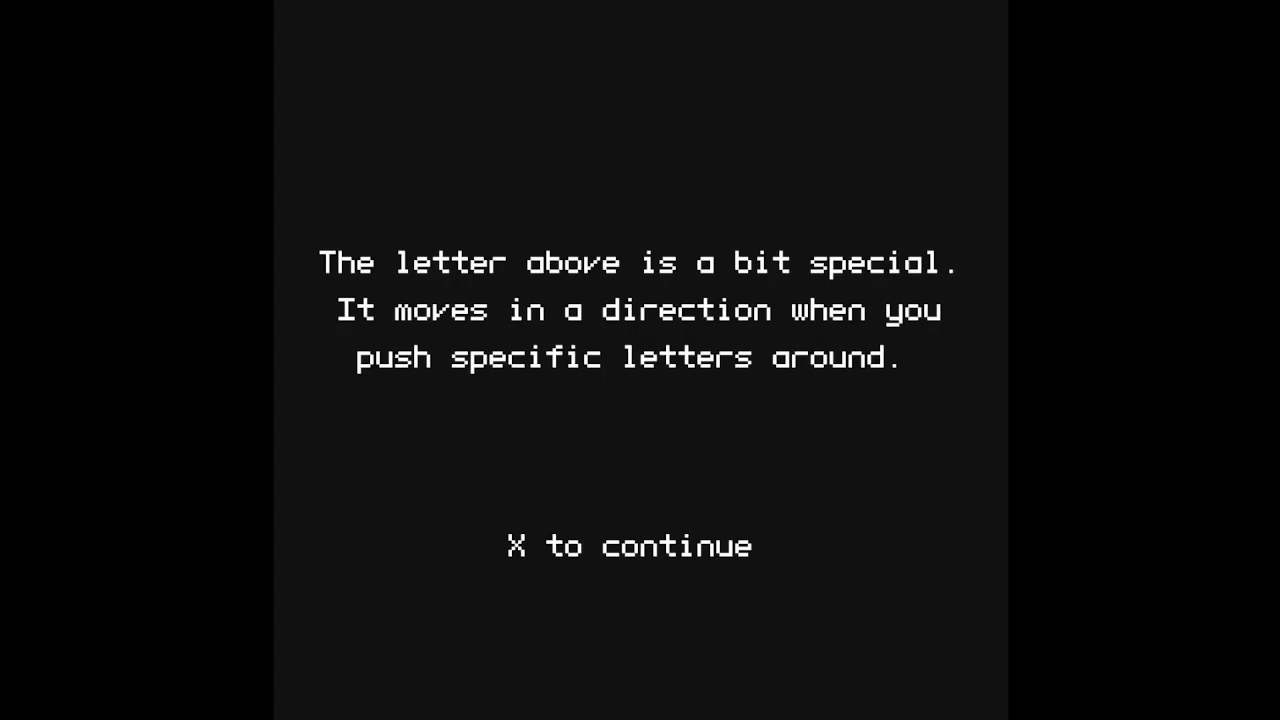 The letter above is a bit special.
It moves in a direction when you
push specific letters around.
X to continue